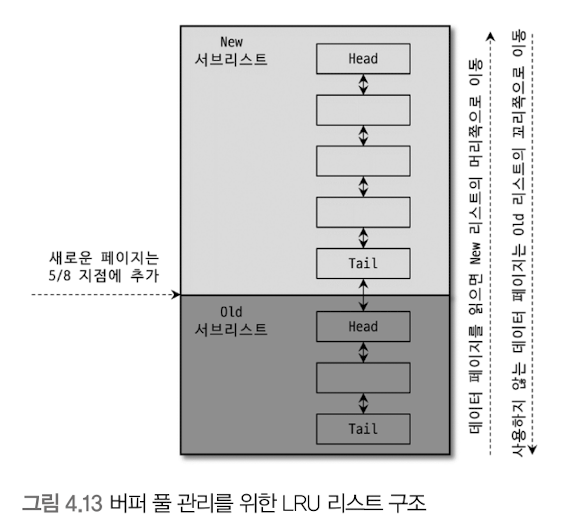 New
서브리스트
Head
Tail
새로운 페이지는
5/8 지점에 추가
Old
서브리스트
Head
Tail
데이터 페이지를 읽으면 New 리스트의 머리쪽으로 이동
사용하지 않는 데이터 페이지는 Old 리스트의 꼬리쪽으로 이동
그림 4.13 버퍼 풀 관리를 위한 LRU 리스트 구조